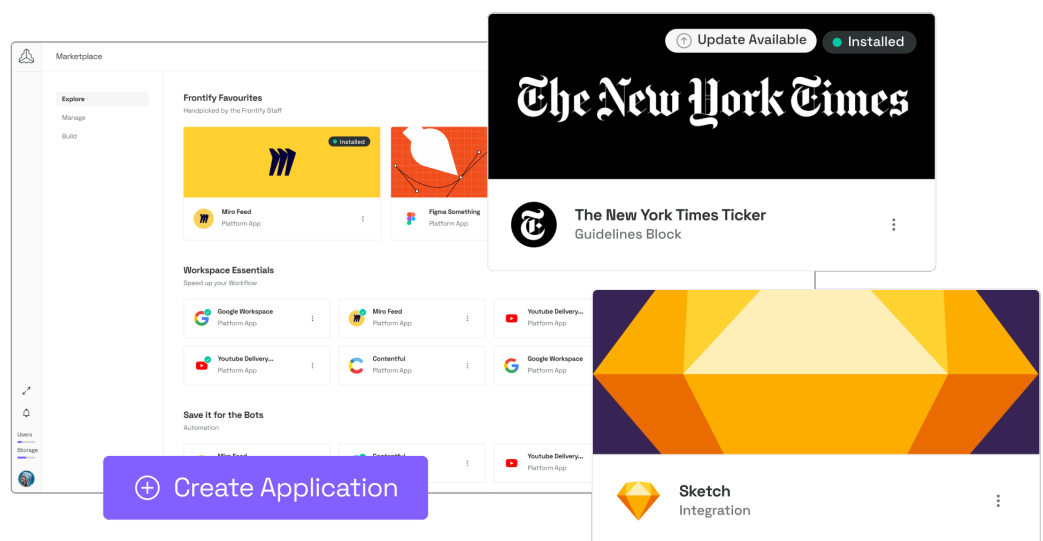 Marketplace
Explore
Manage
Build
Users
Storage
Frontify Favourites
Handpicked by the Frontify Staff
Installed
Miro Feed
Platform App
Figma Something
Platform App
Workspace Essentials
Speed up your Workflow
Google Workspace
Platform App
Miro Feed
Platform App
Youtube Delivery...
Platform App
Youtube Delivery...
Platform App
Contentful
Platform App
Google Workspace
Platform App
Save it for the Bots
Automation
Miro Feed
Contentful
Youtube Delivery...
Platform App
Create Application
Update Available
Installed
The New York Times
The New York Times Ticker
Guidelines Block
Sketch
Integration